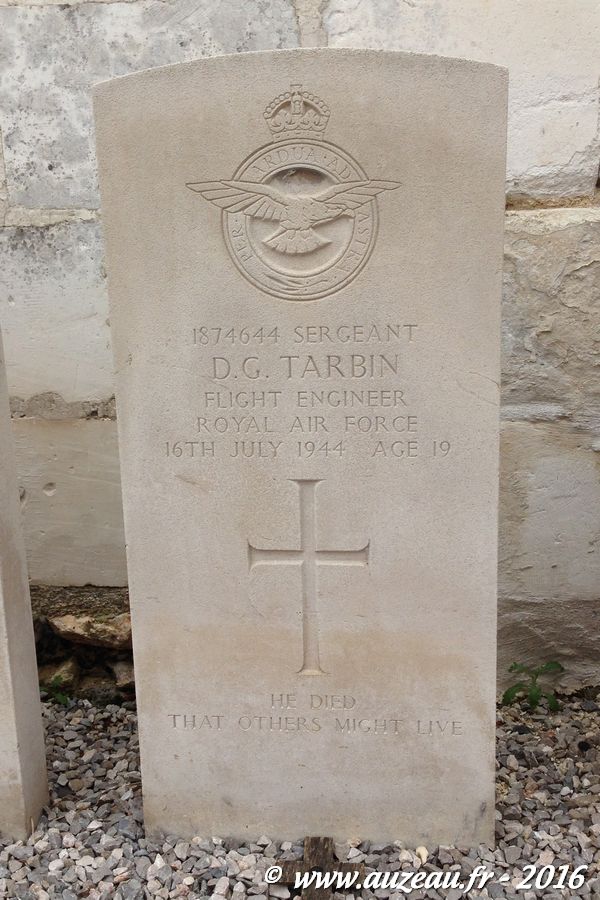 PER ARDUA AD ASTRA
1874644 SERGEANT
D.G. TARBIN
FLIGHT ENGINEER
ROYAL AIR FORCE
16TH JULY 1944 AGE 19
HE DIED
THAT OTHERS MIGHT LIVE
© www.auzeau.fr - 2016